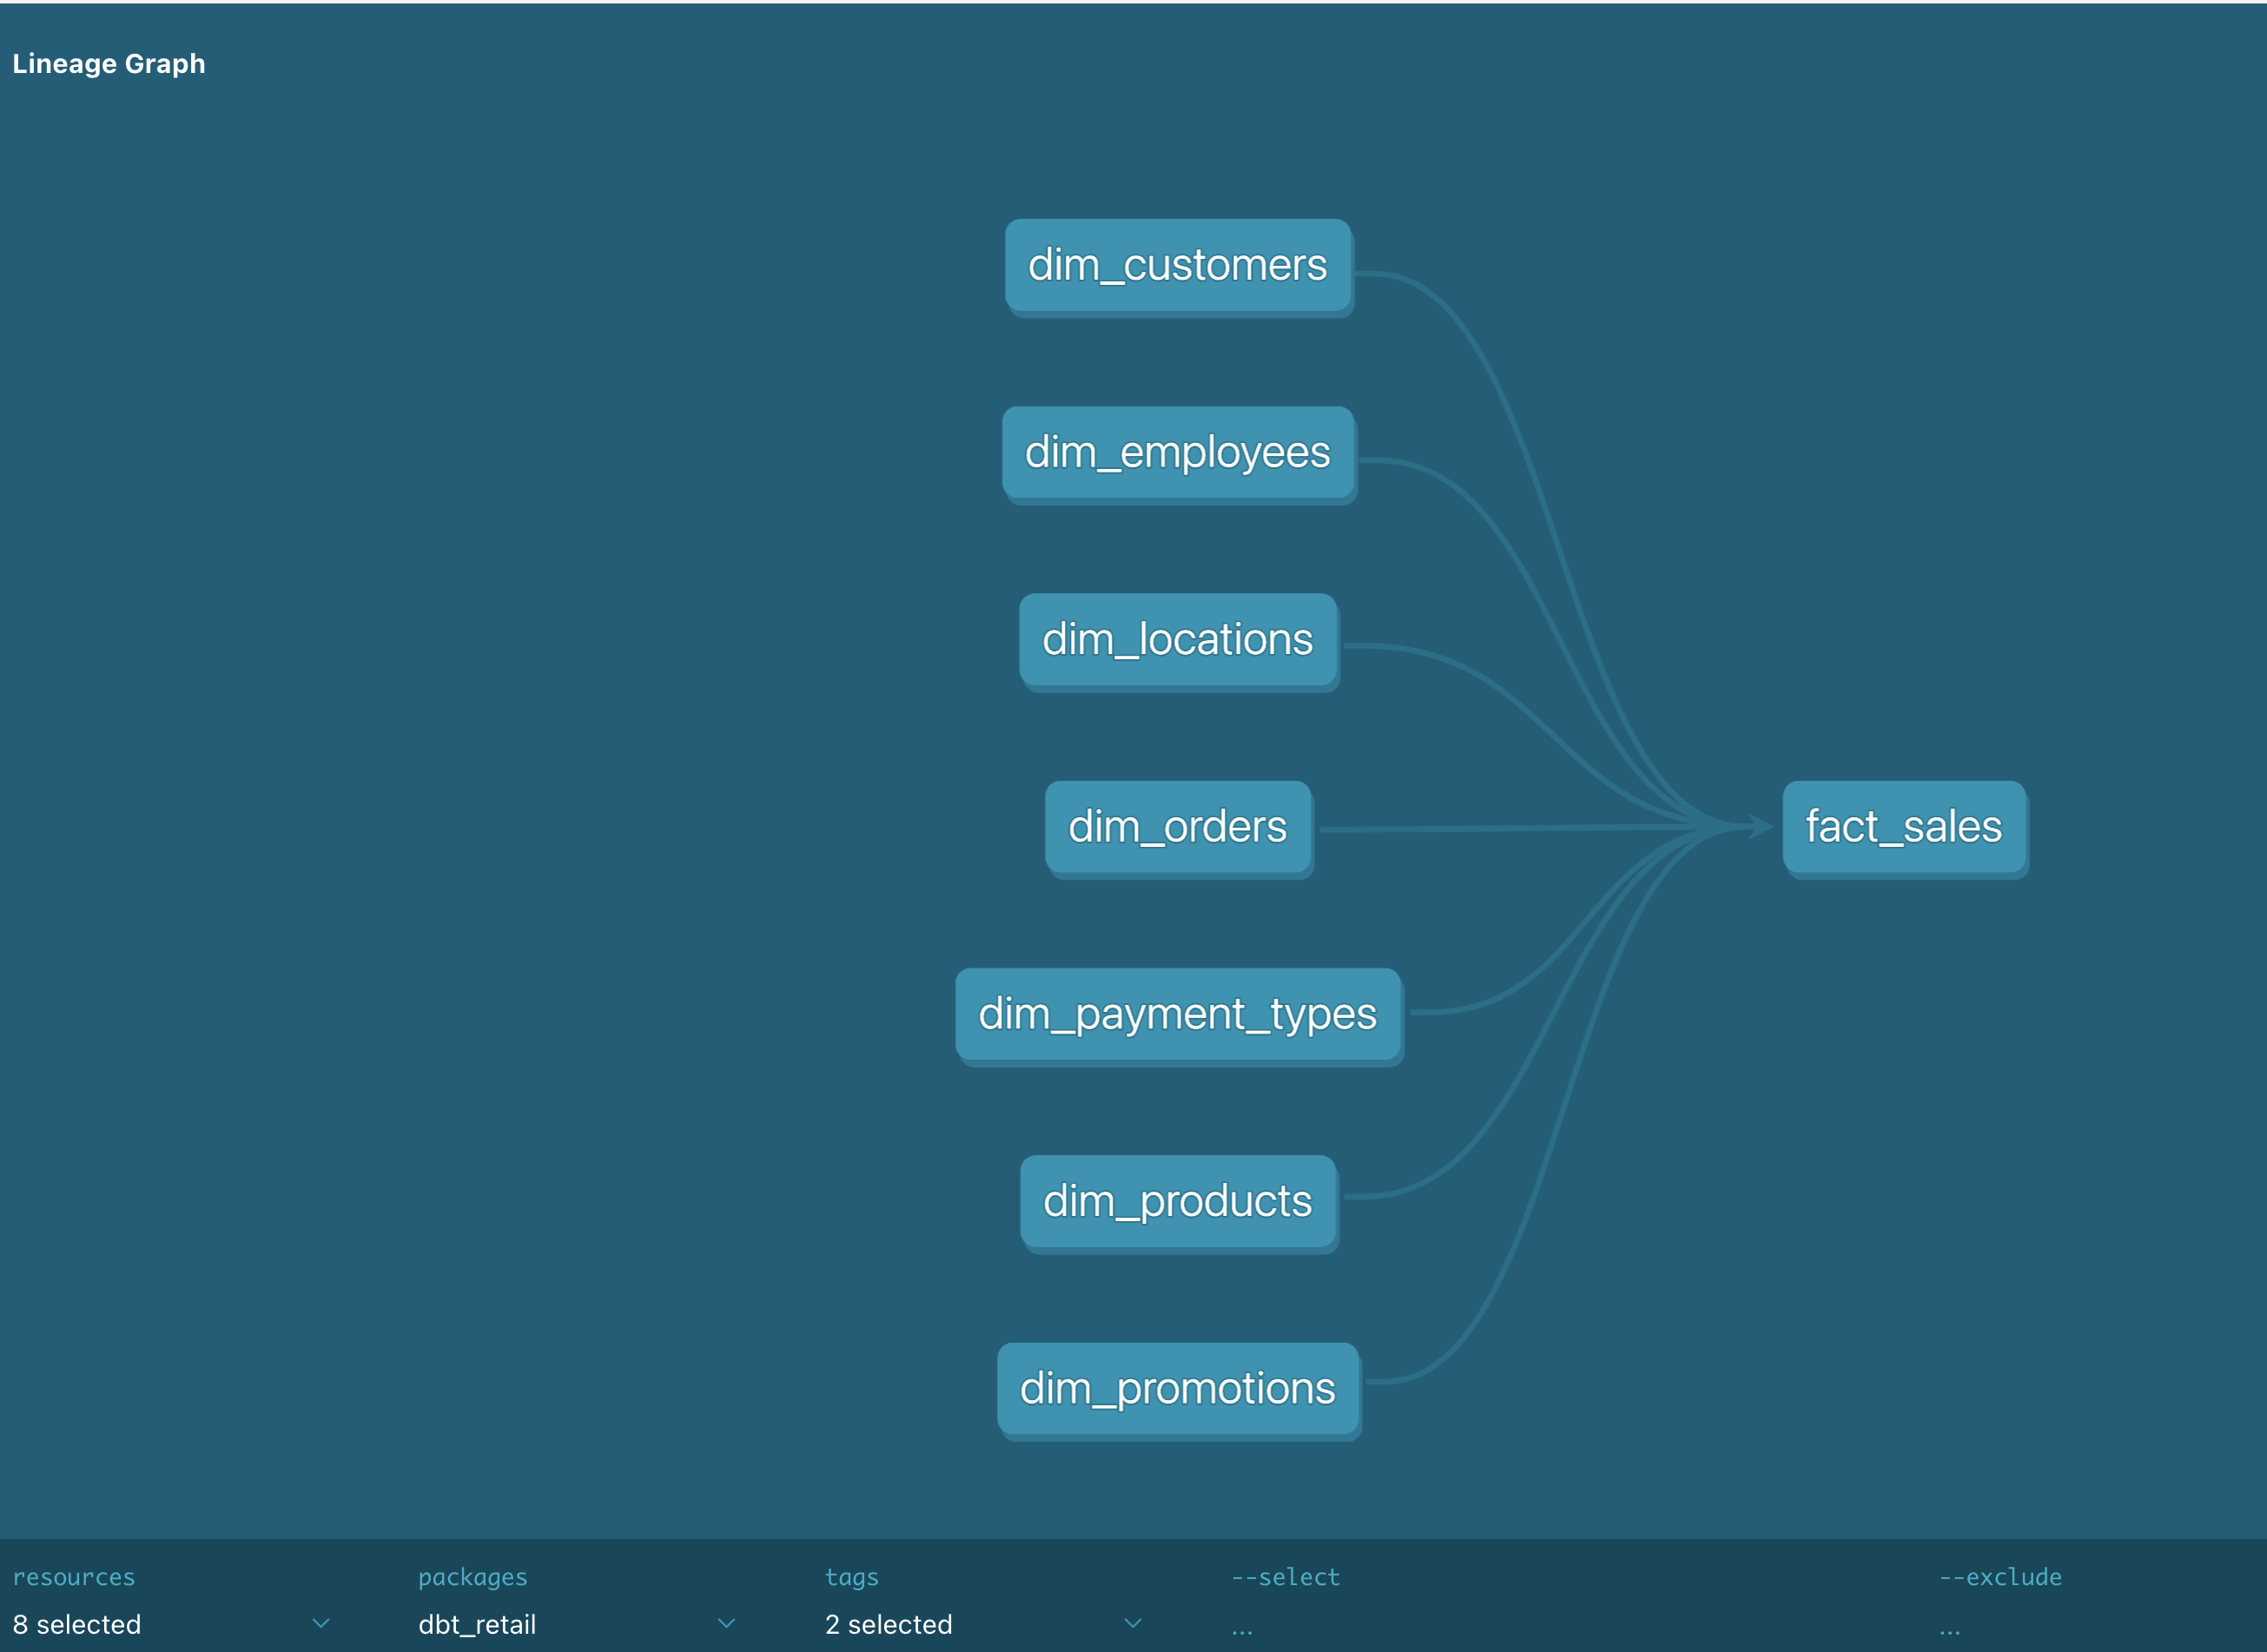 Lineage Graph
dim_customers
dim_employees
dim_locations
dim_orders
fact_sales
dim_payment_types
dim_products
dim_promotions
resources packages tags --select --exclude
8 selected dbt_retail 2 selected ... ...